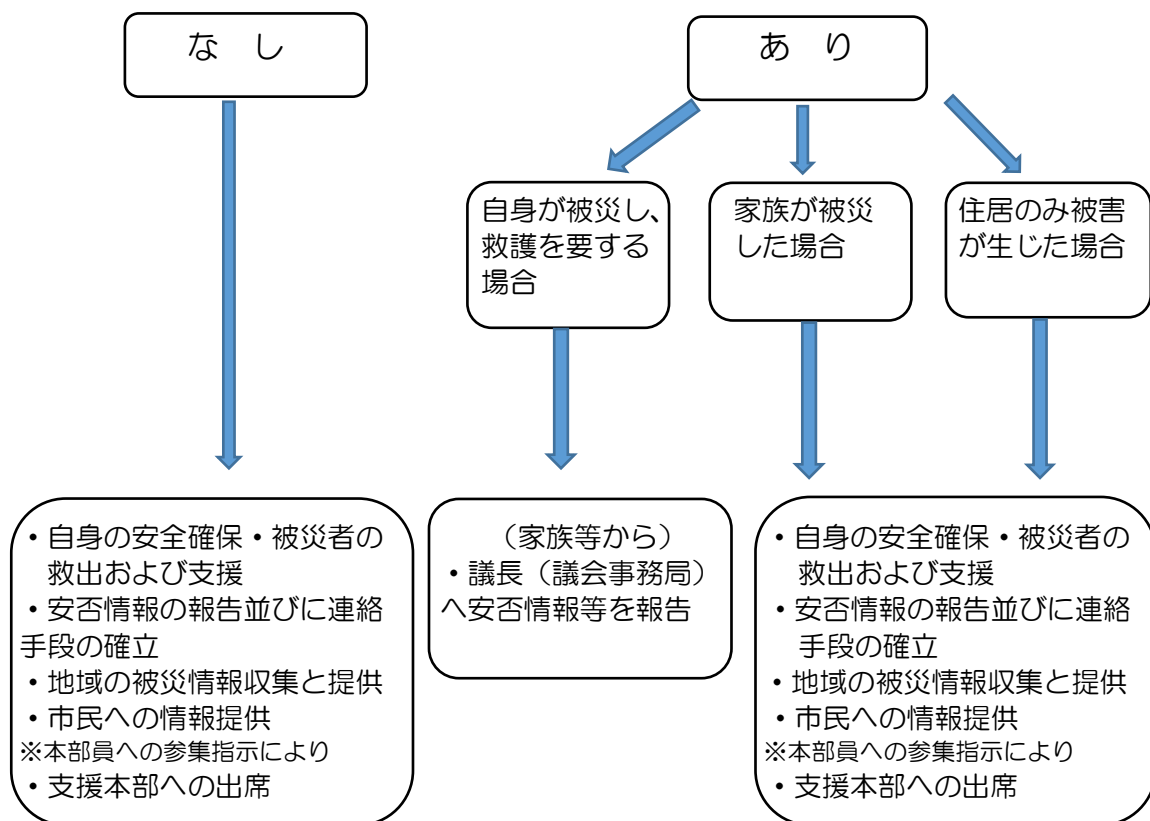 な し
あ り
自身が被災し、
救護を要する
場合
家族が被災
した場合
住居のみ被害
が生じた場合
・自身の安全確保・被災者の
救出および支援
・安否情報の報告並びに連絡
手段の確立
・地域の被災情報収集と提供
・市民への情報提供
※本部員への参集指示により
・支援本部への出席
（家族等から）
・議長（議会事務局）
へ安否情報等を報告
・自身の安全確保・被災者の
救出および支援
・安否情報の報告並びに連絡
手段の確立
・地域の被災情報収集と提供
・市民への情報提供
※本部員への参集指示により
・支援本部への出席